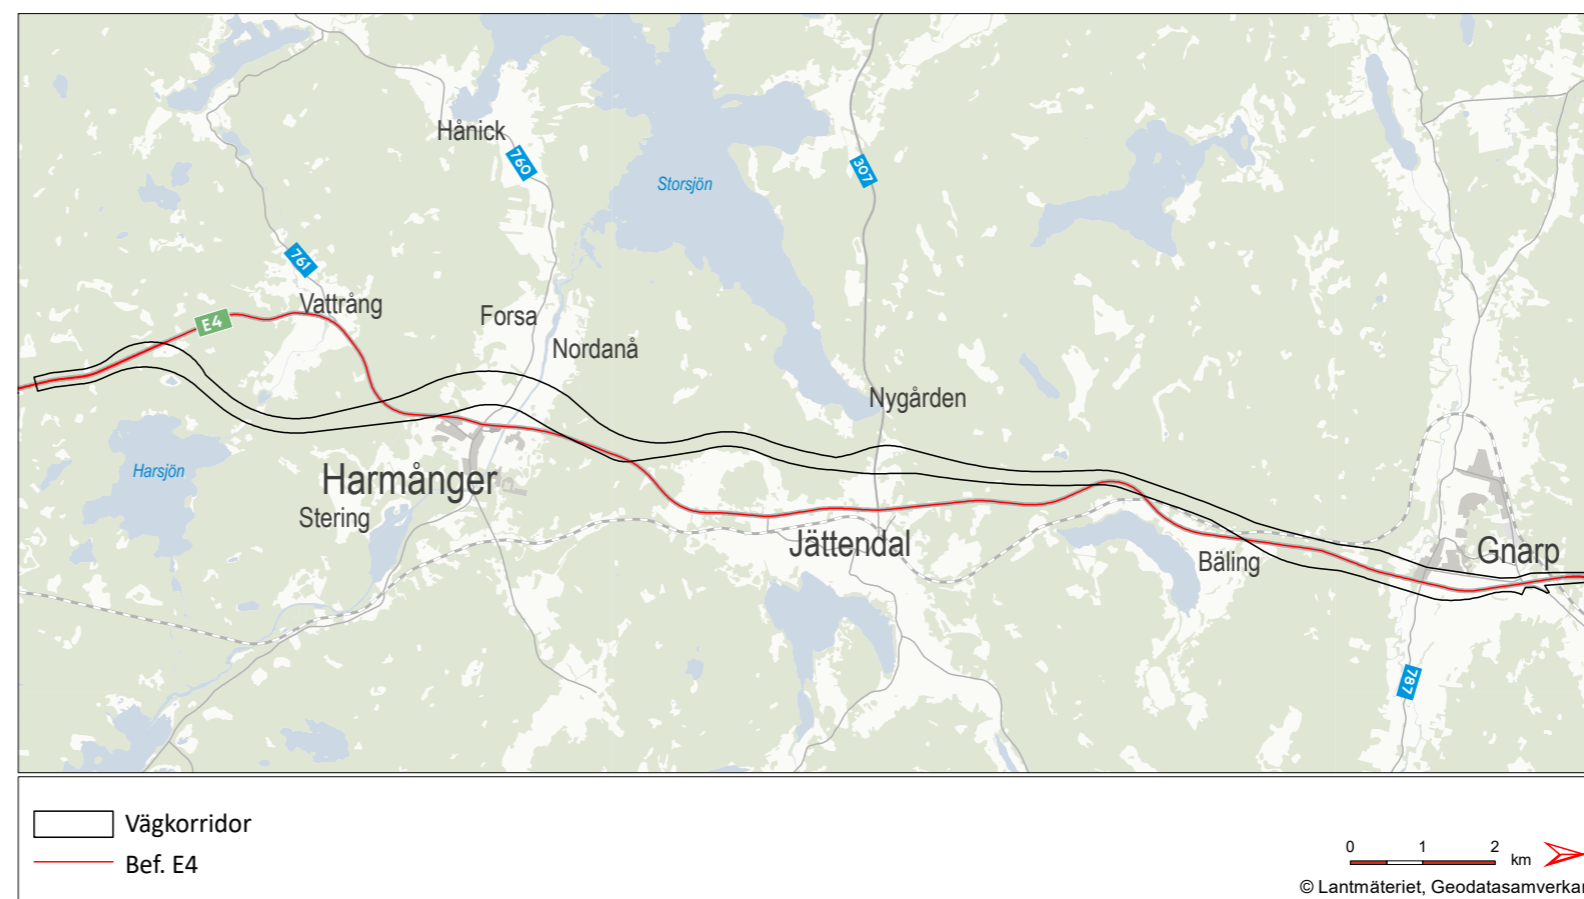 Hånick
760
307
Storsjön
761
Vattrång
E4
Forsa
Nordanå
Nygården
Harsjön
Harmånger
Stering
Jättendal
Bäling
Gnarp
787
Vägkorridor
Bef. E4
0 1 2 km
© Lantmäteriet, Geodatasamverkan